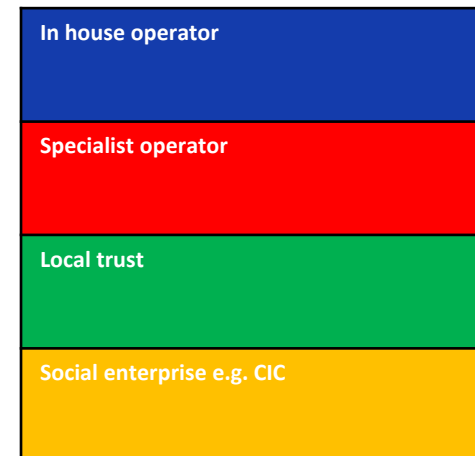 In house operator
Specialist operator
Local trust
Social enterprise e.g. CIC